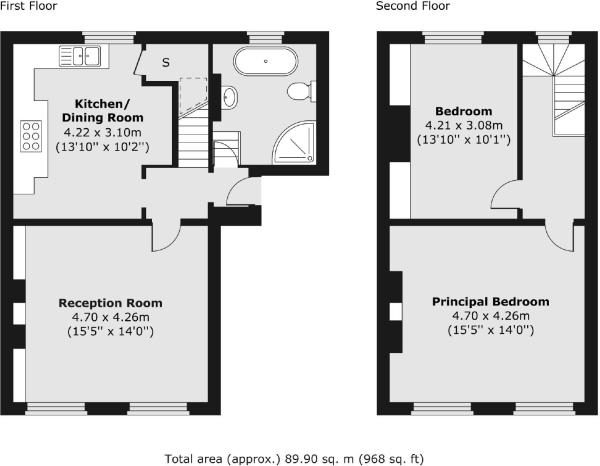 First Floor
Second Floor
S
Kitchen/
Dining Room
4.22 x 3.10m
(13'10" x 10'2")
Bedroom
4.21 x 3.08m
(13'10" x 10'1")
Reception Room
4.70 x 4.26m
(15'5" x 14'0")
Principal Bedroom
4.70 x 4.26m
(15'5" x 14'0")
Total area (approx.) 89.90 sq. m (968 sq. ft)